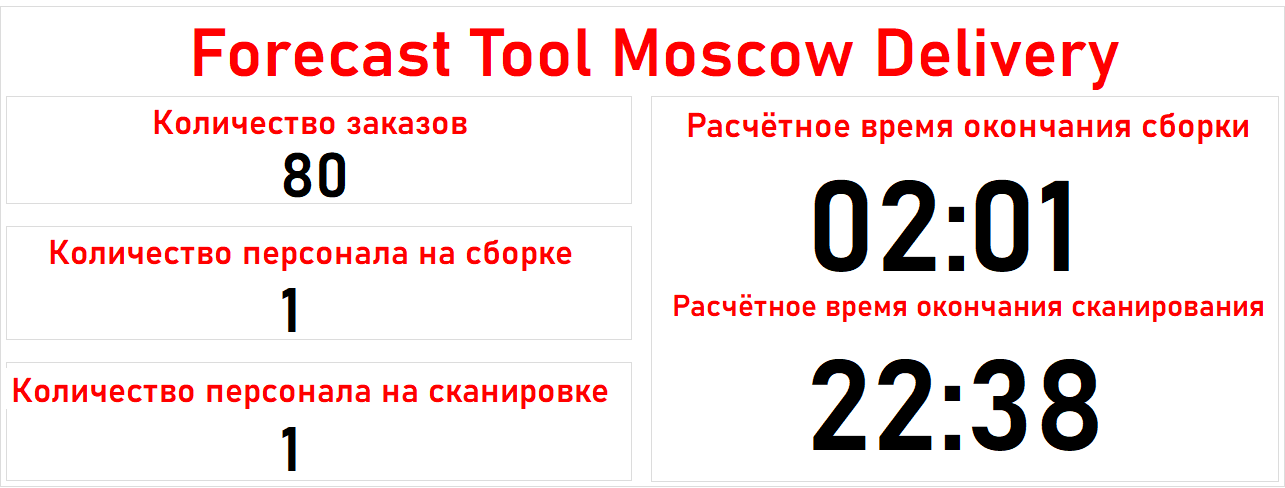 Forecast Tool Moscow Delivery
Количество заказов
80
Количество персонала на сборке
1
Количество персонала на сканировке
1
Расчётное время окончания сборки
02:01
Расчётное время окончания сканирования
22:38